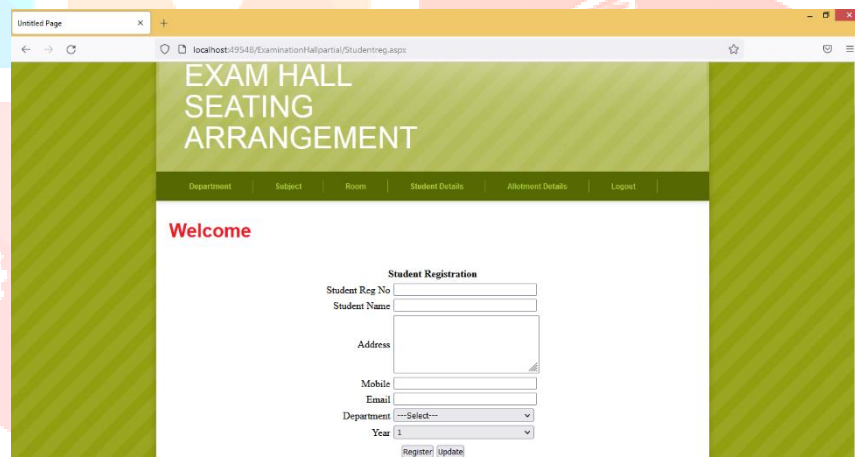 Untitled Page
localhost:49548/ExaminationHallpartial/Studentreg.aspx
EXAM HALL
SEATING
ARRANGEMENT
Department Subject Room Student Details Allotment Details Logout
Welcome
Student Registration
Student Reg No
Student Name
Address
Mobile
Email
Department ---Select---
Year 1
Register Update